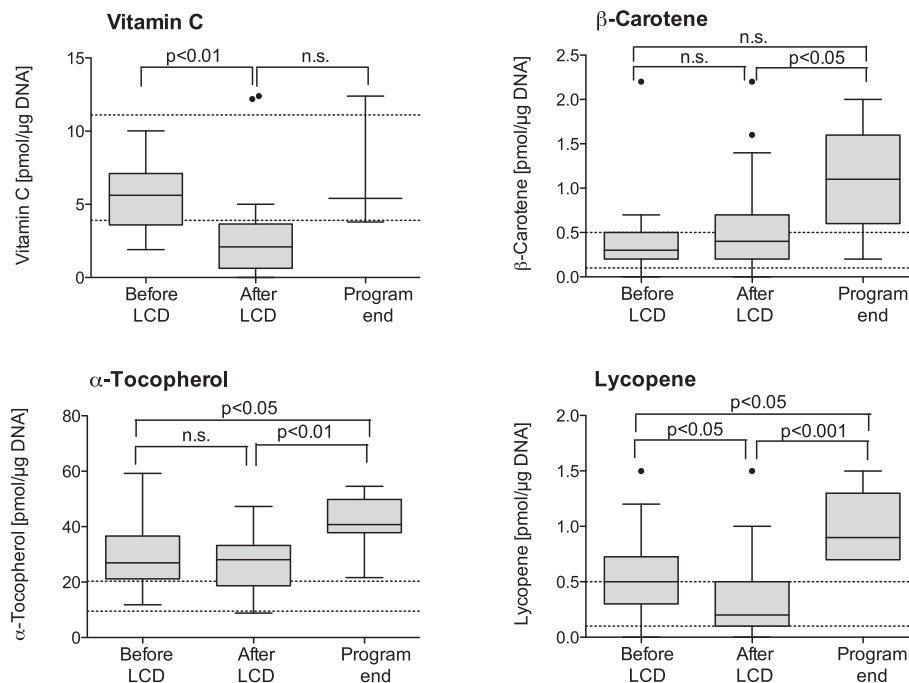 Vitamin C
p<0.01
n.s.
15
10
5
0
Vitamin C [pmol/µg DNA]
Before
LCD
After
LCD
Program
end
β-Carotene
n.s.
n.s.
p<0.05
2.5
2.0
1.5
1.0
0.5
0.0
β-Carotene [pmol/µg DNA]
Before
LCD
After
LCD
Program
end
α-Tocopherol
p<0.05
n.s.
p<0.01
80
60
40
20
0
α-Tocopherol [pmol/µg DNA]
Before
LCD
After
LCD
Program
end
Lycopene
p<0.05
p<0.05
p<0.001
2.0
1.5
1.0
0.5
0.0
Lycopene [pmol/µg DNA]
Before
LCD
After
LCD
Program
end